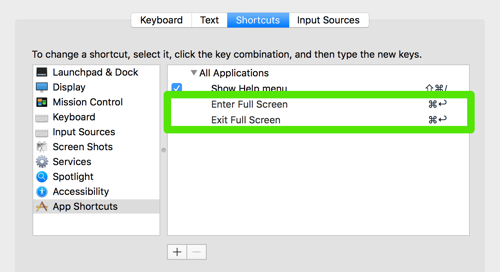 Keyboard Text Shortcuts Input Sources
To change a shortcut, select it, click the key combination, and then type the new keys.
Launchpad & Dock
Display
Mission Control
Keyboard
Input Sources
Screen Shots
Services
Spotlight
Accessibility
App Shortcuts
▼ All Applications
Show Help menu ⇧⌘/
Enter Full Screen ⌘↩
Exit Full Screen ⌘↩
+ −